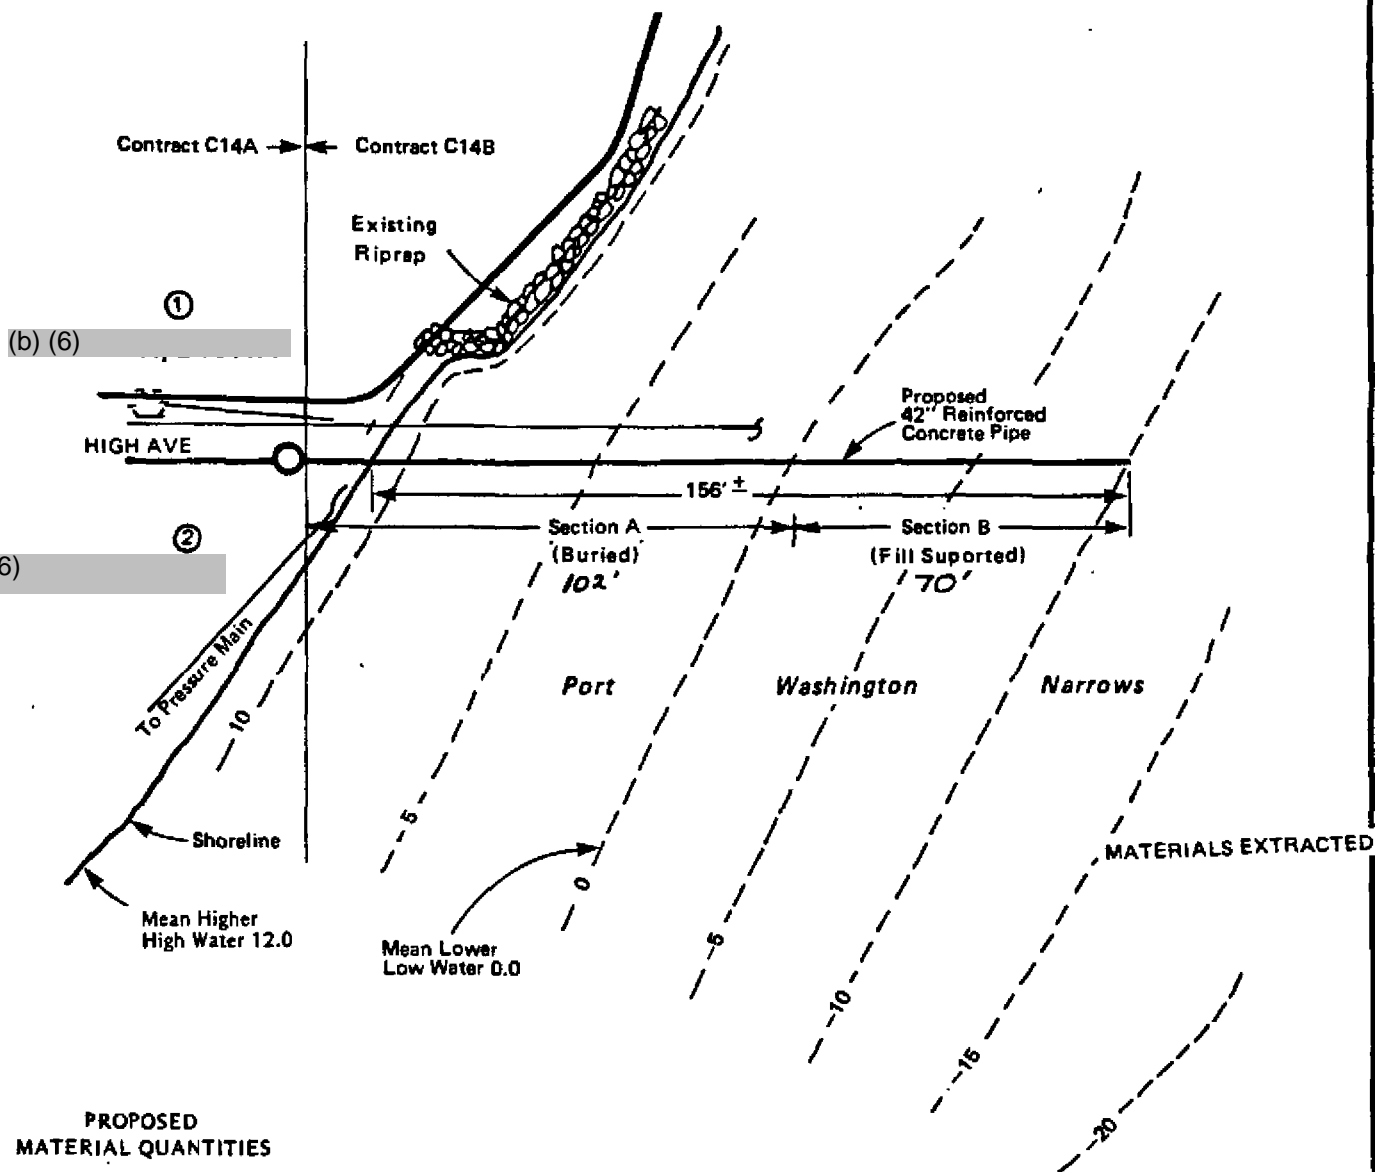 Contract C14A
Contract C14B
Existing
Riprap
①
(b) (6)
Proposed
42" Reinforced
Concrete Pipe
HIGH AVE
156' ±
Section A
(Buried)
102'
Section B
(Fill Suported)
70'
②
6)
To Pressure Main
Port
Washington
Narrows
10
5
0
-5
-10
-15
-20
Shoreline
MATERIALS EXTRACTED
Mean Higher
High Water 12.0
Mean Lower
Low Water 0.0
PROPOSED
MATERIAL QUANTITIES